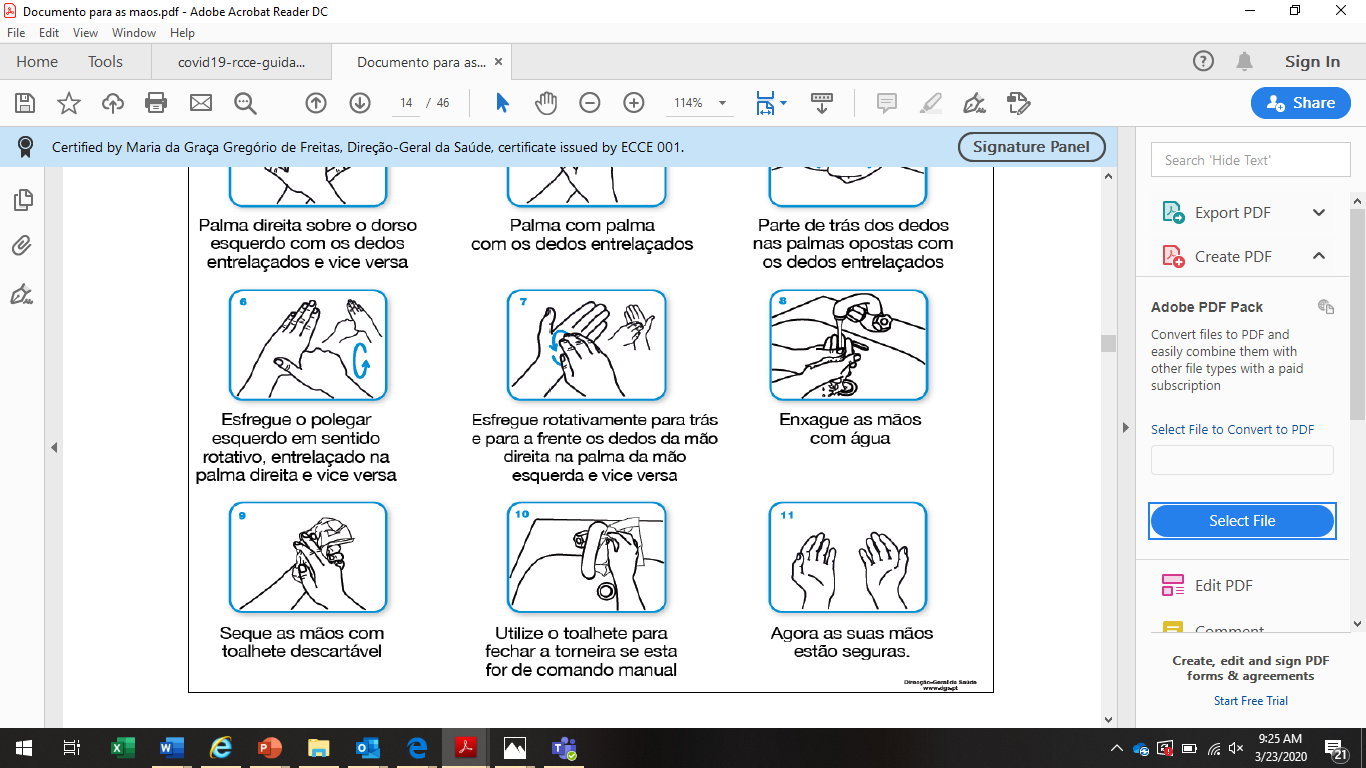 Documento para as maos.pdf - Adobe Acrobat Reader DC
File Edit View Window Help
Home Tools covid19-rcce-guida... Documento para as... × Sign In
14 / 46 114% Share
Certified by Maria da Graça Gregório de Freitas, Direção-Geral da Saúde, certificate issued by ECCE 001. Signature Panel
Palma direita sobre o dorso
esquerdo com os dedos
entrelaçados e vice versa
Palma com palma
com os dedos entrelaçados
Parte de trás dos dedos
nas palmas opostas com
os dedos entrelaçados
6
Esfregue o polegar
esquerdo em sentido
rotativo, entrelaçado na
palma direita e vice versa
7
Esfregue rotativamente para trás
e para a frente os dedos da mão
direita na palma da mão
esquerda e vice versa
8
Enxague as mãos
com água
9
Seque as mãos com
toalhete descartável
10
Utilize o toalhete para
fechar a torneira se esta
for de comando manual
11
Agora as suas mãos
estão seguras.
Direcção-Geral da Saúde
www.dgs.pt
Search 'Hide Text'
Export PDF
Create PDF
Adobe PDF Pack
Convert files to PDF and
easily combine them with
other file types with a paid
subscription
Select File to Convert to PDF
Select File
Edit PDF
Comment
Create, edit and sign PDF
forms & agreements
Start Free Trial
9:25 AM
3/23/2020
21